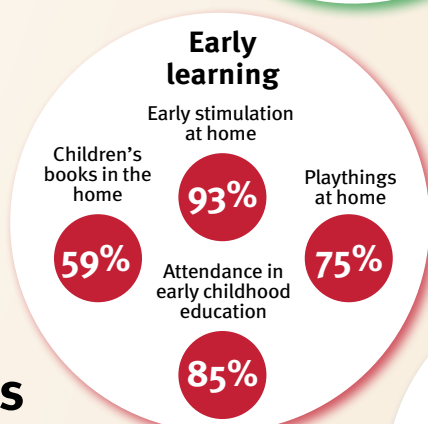 Early
learning
Early stimulation
at home
93%
Children’s
books in the
home
59%
Playthings
at home
75%
Attendance in
early childhood
education
85%
s